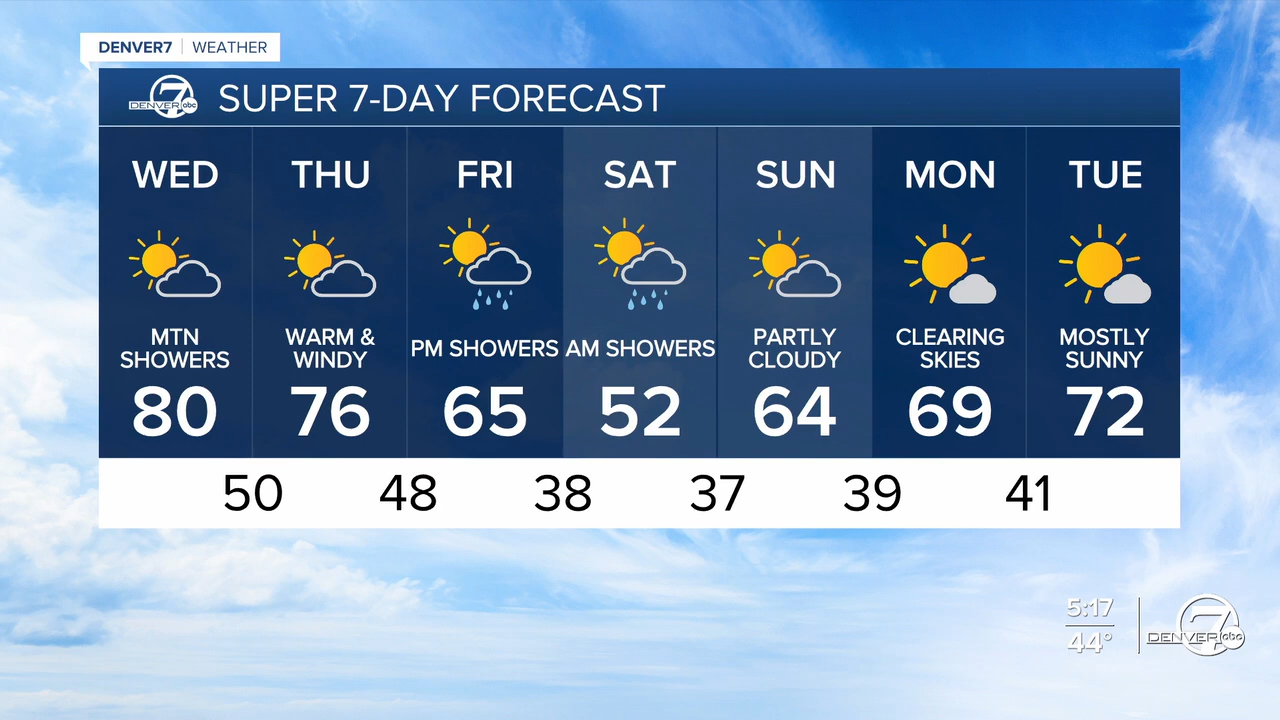 DENVER7 | WEATHER
7 DENVER abc
SUPER 7-DAY FORECAST
WED THU FRI SAT SUN MON TUE
MTN
SHOWERS
WARM &
WINDY
PM SHOWERS
AM SHOWERS
PARTLY
CLOUDY
CLEARING
SKIES
MOSTLY
SUNNY
80 76 65 52 64 69 72
50 48 38 37 39 41
5:17
44°
7 DENVER abc